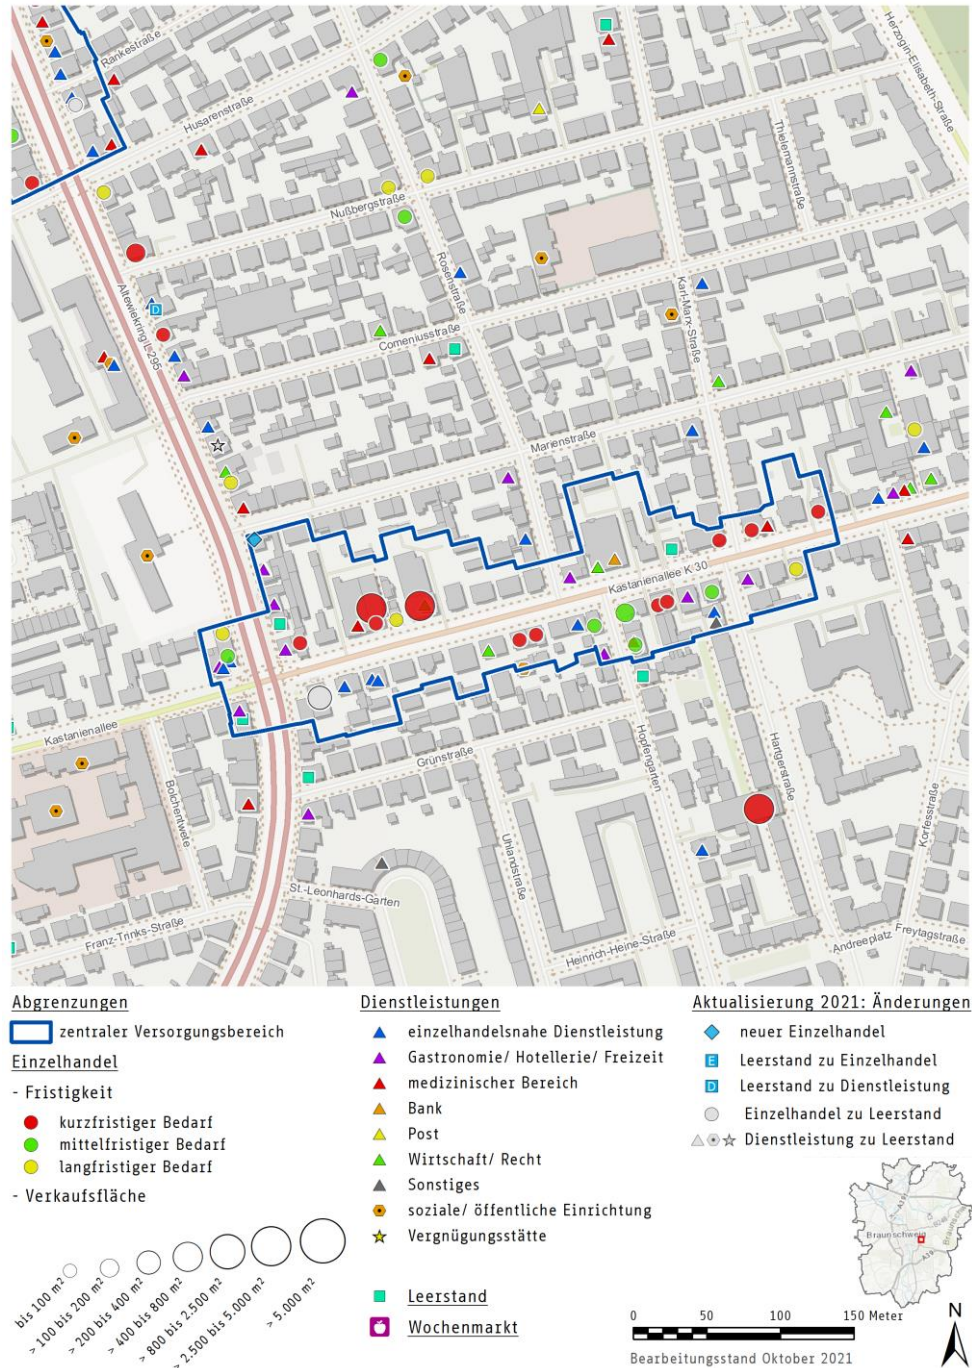 Rankestraße
Husarenstraße
Herzogin-Elisabeth-Straße
Thielemannstraße
Nußbergstraße
Rosenstraße
Karl-Marx-Straße
Altewiekring L 295
Comeniusstraße
Marienstraße
Kastanienallee K 30
Kastanienallee
Grünstraße
Hopfengarten
Hartgerstraße
Bolchentwete
Uhlandstraße
Korfesstraße
St.-Leonhards-Garten
Franz-Trinks-Straße
Heinrich-Heine-Straße
Andreeplatz
Freytagstraße
D
Abgrenzungen
zentraler Versorgungsbereich
Einzelhandel
- Fristigkeit
kurzfristiger Bedarf
mittelfristiger Bedarf
langfristiger Bedarf
- Verkaufsfläche
bis 100 m²
> 100 bis 200 m²
> 200 bis 400 m²
> 400 bis 800 m²
> 800 bis 2.500 m²
> 2.500 bis 5.000 m²
> 5.000 m²
Dienstleistungen
einzelhandelsnahe Dienstleistung
Gastronomie/ Hotellerie/ Freizeit
medizinischer Bereich
Bank
Post
Wirtschaft/ Recht
Sonstiges
soziale/ öffentliche Einrichtung
Vergnügungsstätte
Leerstand
Wochenmarkt
Aktualisierung 2021: Änderungen
neuer Einzelhandel
E Leerstand zu Einzelhandel
D Leerstand zu Dienstleistung
Einzelhandel zu Leerstand
Dienstleistung zu Leerstand
Braunschweig
0 50 100 150 Meter
N
Bearbeitungsstand Oktober 2021